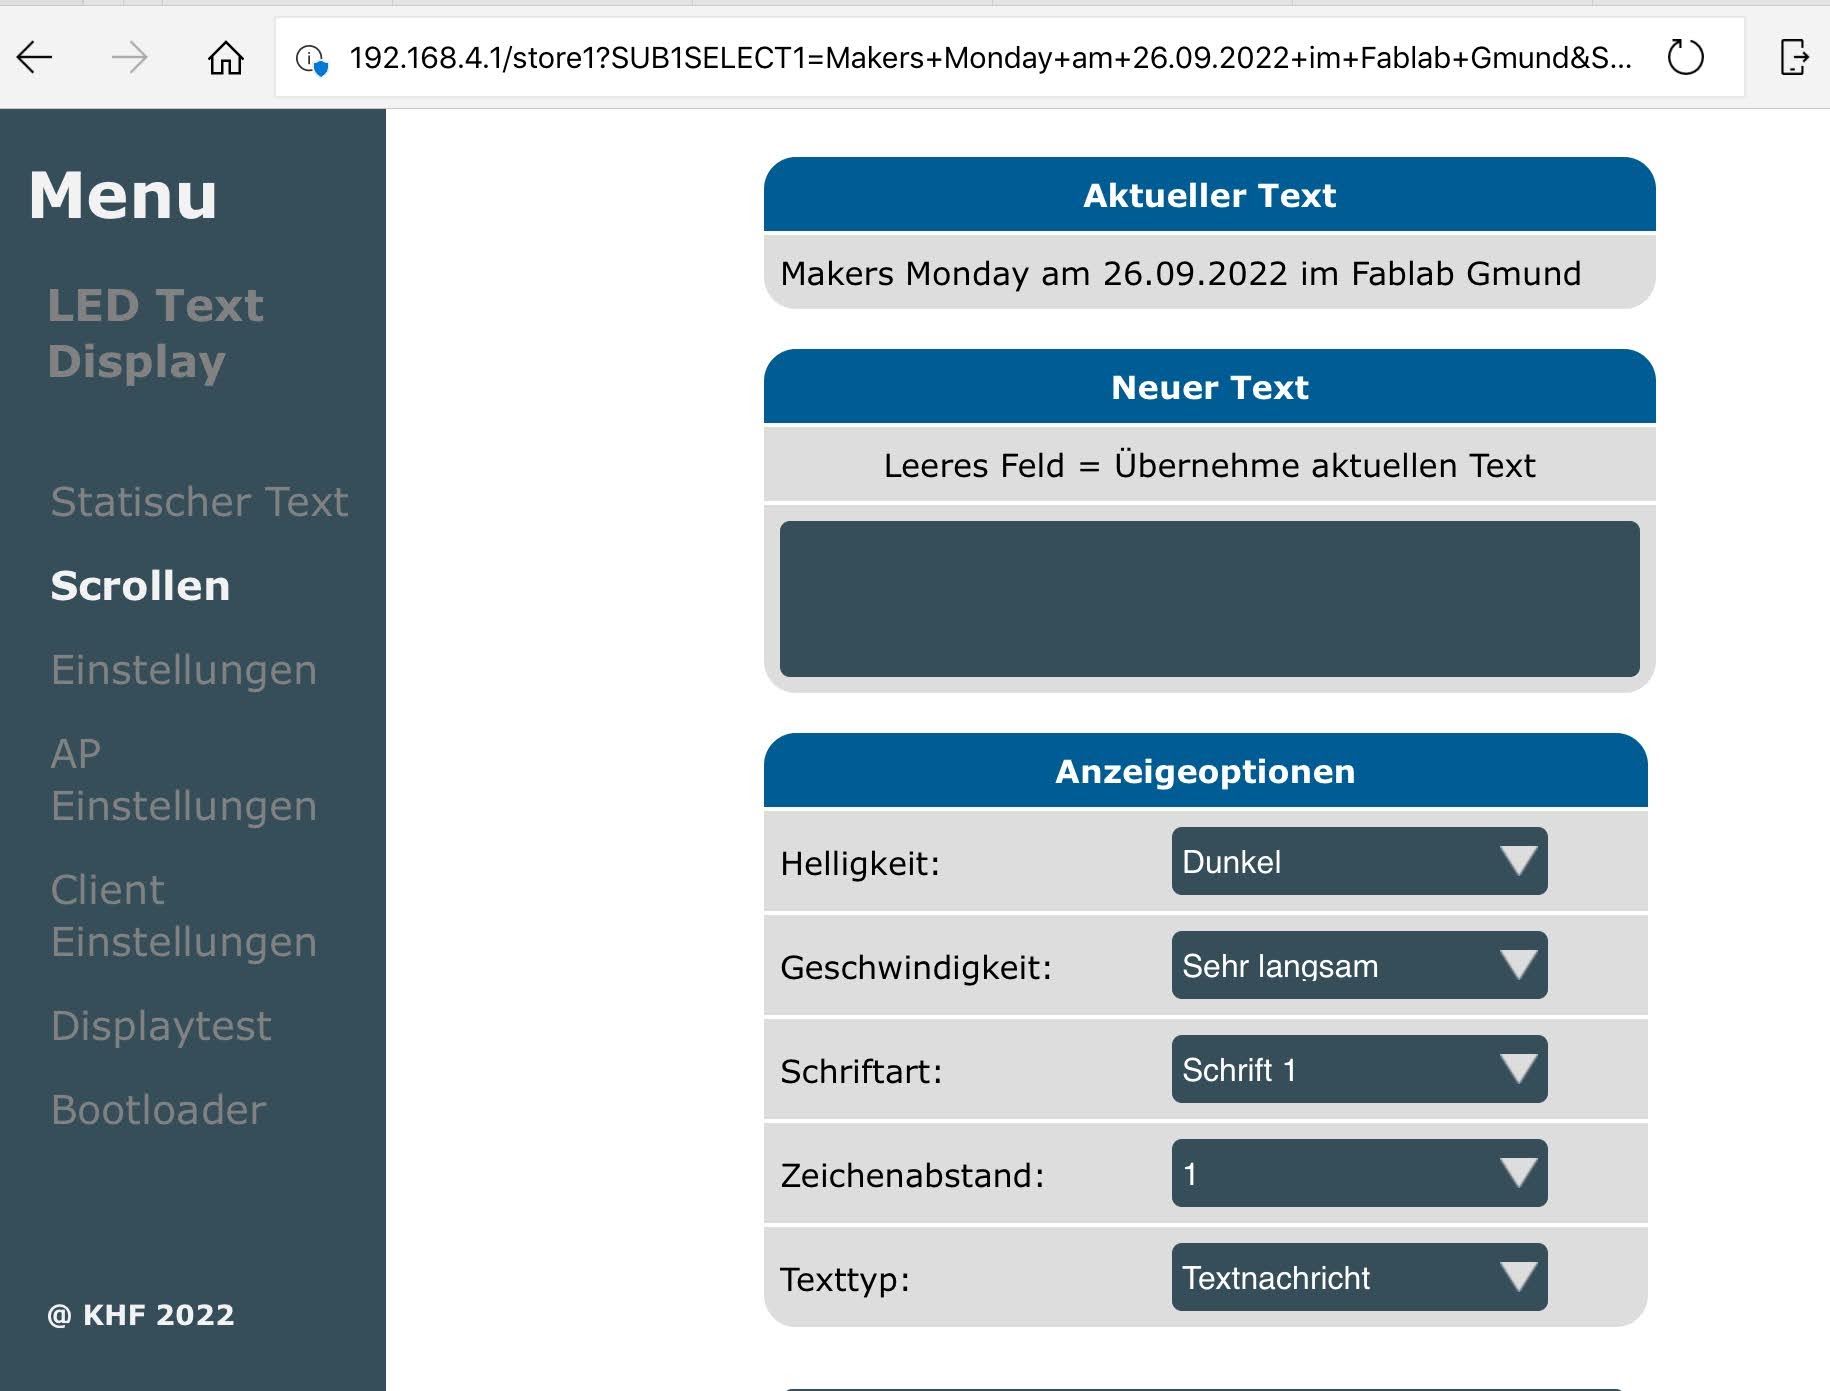 192.168.4.1/store1?SUB1SELECT1=Makers+Monday+am+26.09.2022+im+Fablab+Gmund&S...
Menu
LED Text
Display
Statischer Text
Scrollen
Einstellungen
AP
Einstellungen
Client
Einstellungen
Displaytest
Bootloader
@ KHF 2022
Aktueller Text
Makers Monday am 26.09.2022 im Fablab Gmund
Neuer Text
Leeres Feld = Übernehme aktuellen Text
Anzeigeoptionen
Helligkeit: Dunkel
Geschwindigkeit: Sehr langsam
Schriftart: Schrift 1
Zeichenabstand: 1
Texttyp: Textnachricht